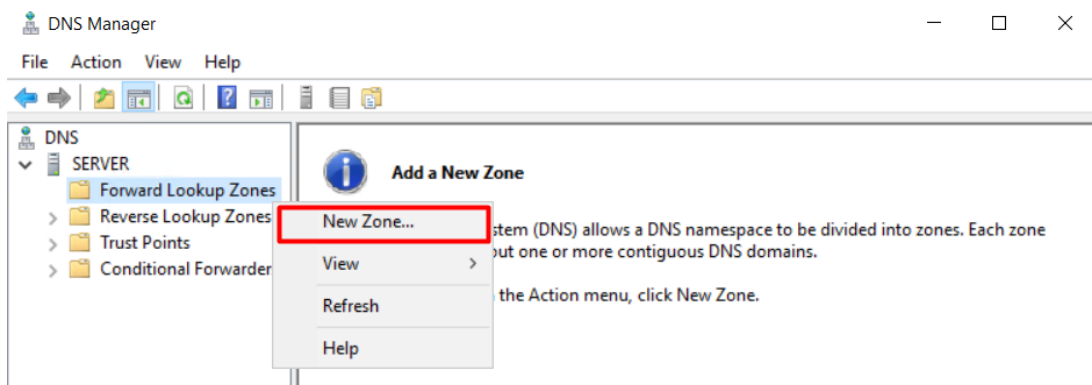 DNS Manager
File Action View Help
DNS
SERVER
Forward Lookup Zones
Reverse Lookup Zones
Trust Points
Conditional Forwarder
Add a New Zone
stem (DNS) allows a DNS namespace to be divided into zones. Each zone
out one or more contiguous DNS domains.
the Action menu, click New Zone.
New Zone...
View
Refresh
Help